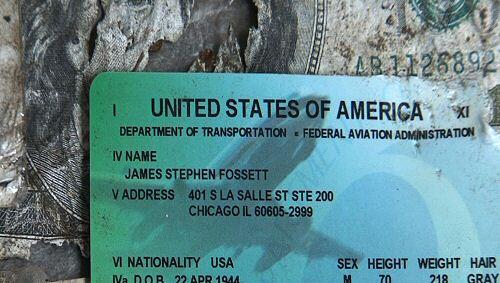 AB1126892
I UNITED STATES OF AMERICA XI
DEPARTMENT OF TRANSPORTATION - FEDERAL AVIATION ADMINISTRATION
IV NAME
JAMES STEPHEN FOSSETT
V ADDRESS 401 S LA SALLE ST STE 200
CHICAGO IL 60605-2999
VI NATIONALITY USA SEX HEIGHT WEIGHT HAIR
IVa D.O.B. 22 APR 1944 M 70 218 GRAY